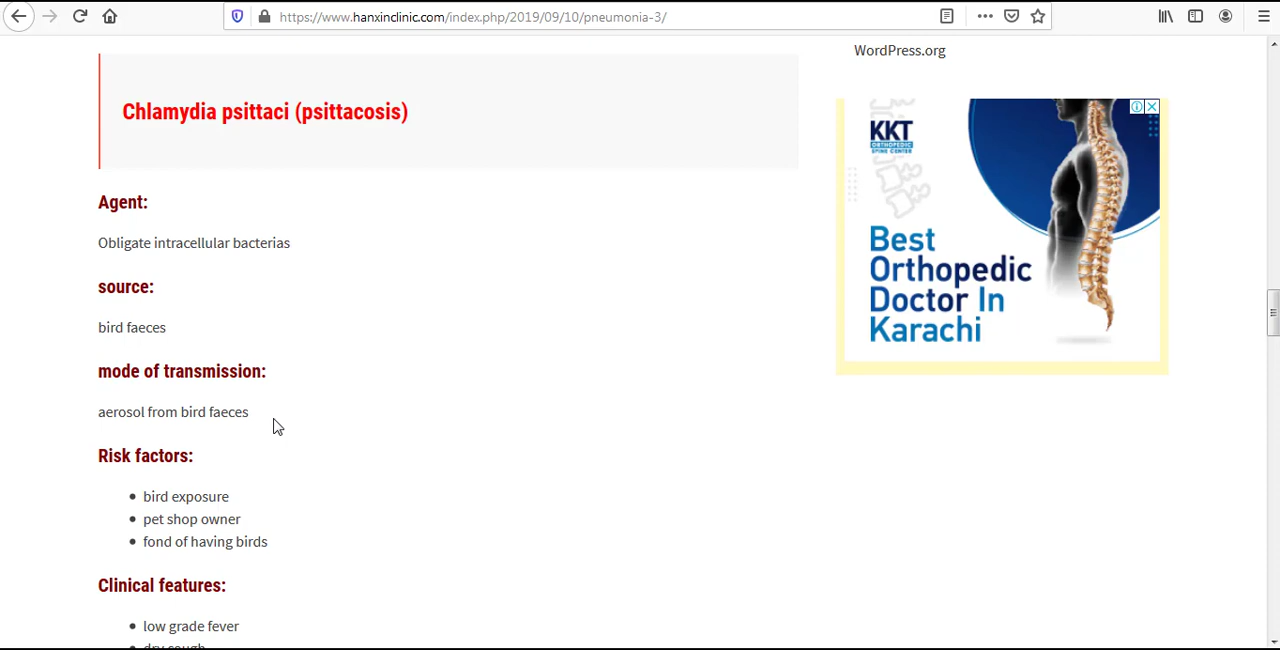 https://www.hanxinclinic.com/index.php/2019/09/10/pneumonia-3/
WordPress.org
Chlamydia psittaci (psittacosis)
Agent:
Obligate intracellular bacterias
source:
bird faeces
mode of transmission:
aerosol from bird faeces
Risk factors:
bird exposure
pet shop owner
fond of having birds
Clinical features:
low grade fever
dry cough
KKT
ORTHOPEDIC
SPINE CENTER
Best
Orthopedic
Doctor In
Karachi